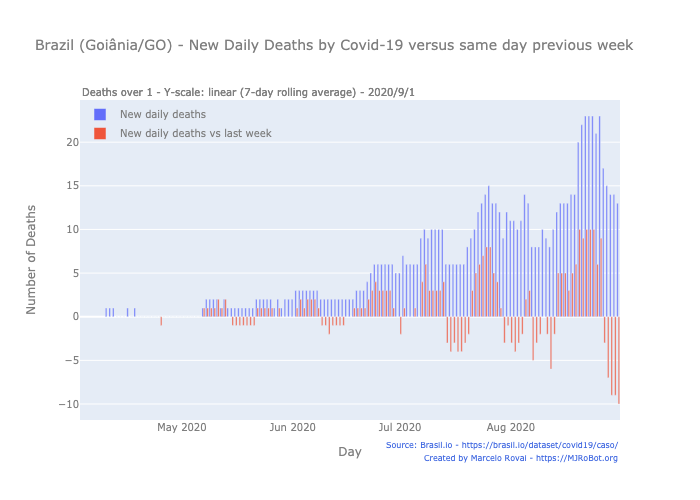 Brazil (Goiânia/GO) - New Daily Deaths by Covid-19 versus same day previous week
Deaths over 1 - Y-scale: linear (7-day rolling average) - 2020/9/1
New daily deaths
New daily deaths vs last week
Number of Deaths
20
15
10
5
0
−5
−10
May 2020
Jun 2020
Jul 2020
Aug 2020
Day
Source: Brasil.io - https://brasil.io/dataset/covid19/caso/
Created by Marcelo Rovai - https://MJRoBot.org